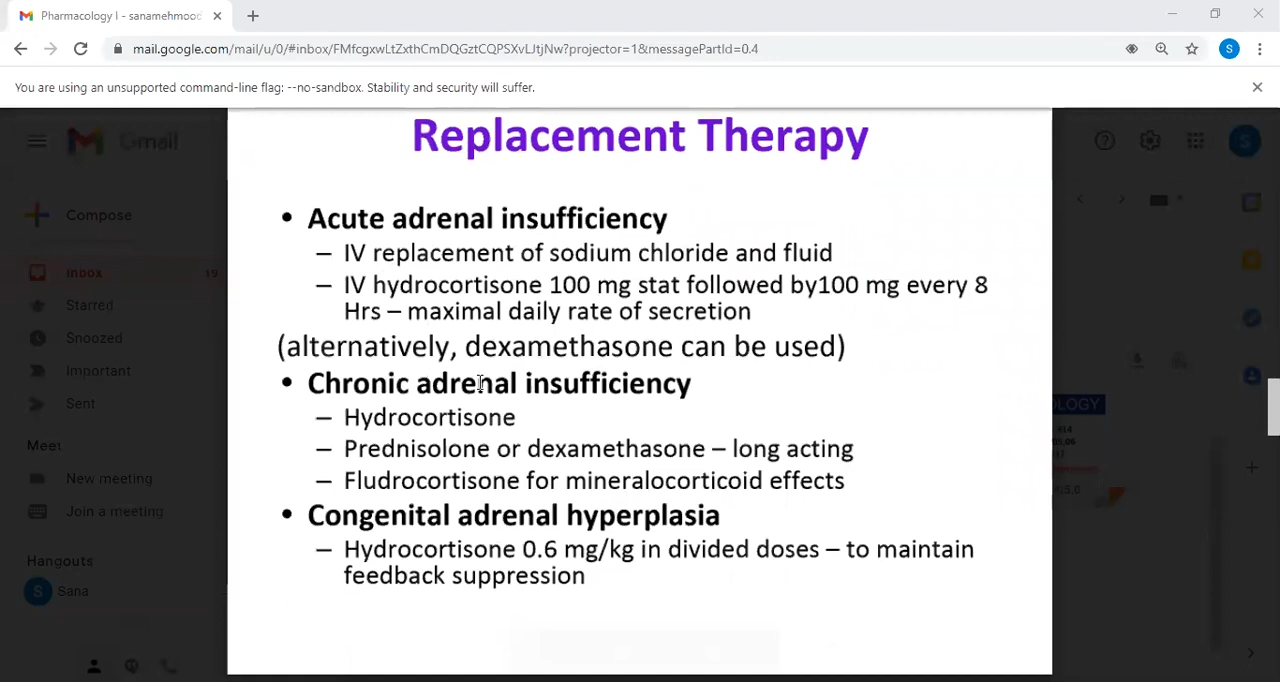 Pharmacology I - sanamehmood
mail.google.com/mail/u/0/#inbox/FMfcgxwLtZxthCmDQGztCQPSXvLJtjNw?projector=1&messagePartId=0.4
S
You are using an unsupported command-line flag: --no-sandbox. Stability and security will suffer.
Gmail
S
Compose
Inbox 19
Starred
Snoozed
Important
Sent
Meet
New meeting
Join a meeting
Hangouts
S Sana
Replacement Therapy
• Acute adrenal insufficiency
– IV replacement of sodium chloride and fluid
– IV hydrocortisone 100 mg stat followed by100 mg every 8
Hrs – maximal daily rate of secretion
(alternatively, dexamethasone can be used)
• Chronic adrenal insufficiency
– Hydrocortisone
– Prednisolone or dexamethasone – long acting
– Fludrocortisone for mineralocorticoid effects
• Congenital adrenal hyperplasia
– Hydrocortisone 0.6 mg/kg in divided doses – to maintain
feedback suppression
OLOGY